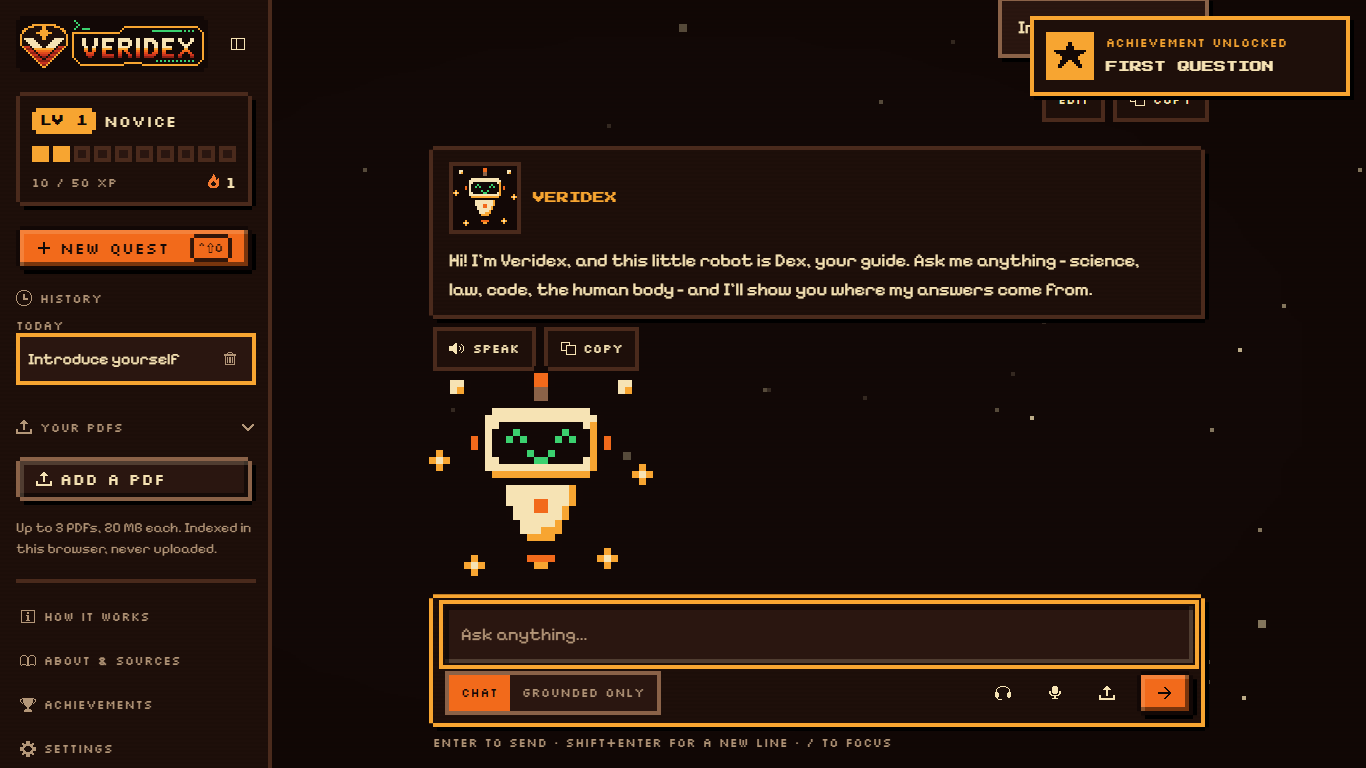 VERIDEX
LV 1 NOVICE
10 / 50 XP
1
+ NEW QUEST ^⇧O
HISTORY
TODAY
Introduce yourself
YOUR PDFS
ADD A PDF
Up to 3 PDFs, 20 MB each. Indexed in
this browser, never uploaded.
HOW IT WORKS
ABOUT & SOURCES
ACHIEVEMENTS
SETTINGS
ACHIEVEMENT UNLOCKED
FIRST QUESTION
EDIT
COPY
VERIDEX
Hi! I'm Veridex, and this little robot is Dex, your guide. Ask me anything - science,
law, code, the human body - and I'll show you where my answers come from.
SPEAK
COPY
Ask anything...
CHAT
GROUNDED ONLY
ENTER TO SEND · SHIFT+ENTER FOR A NEW LINE · / TO FOCUS